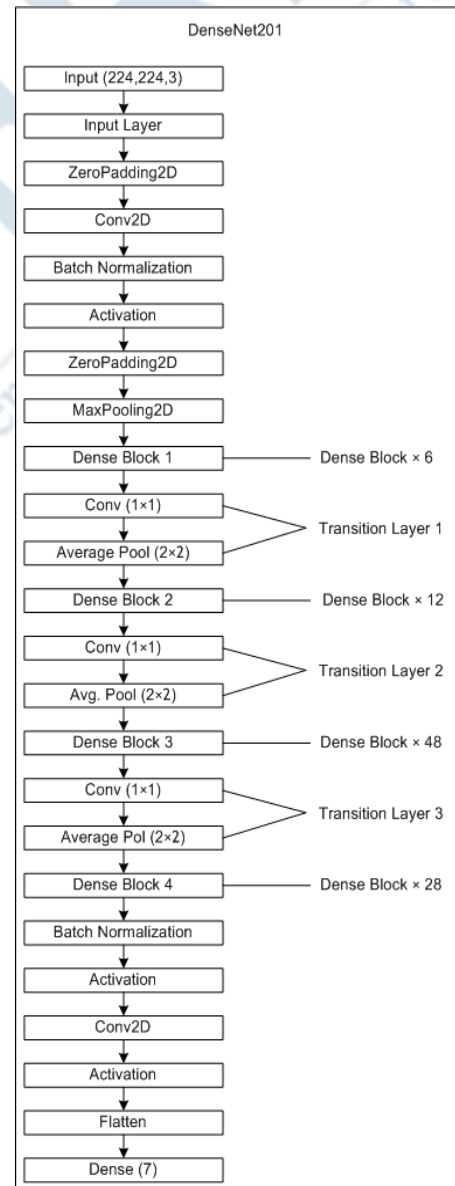 DenseNet201
Input (224,224,3)
Input Layer
ZeroPadding2D
Conv2D
Batch Normalization
Activation
ZeroPadding2D
MaxPooling2D
Dense Block 1
Dense Block × 6
Conv (1×1)
Transition Layer 1
Average Pool (2×2)
Dense Block 2
Dense Block × 12
Conv (1×1)
Transition Layer 2
Avg. Pool (2×2)
Dense Block 3
Dense Block × 48
Conv (1×1)
Transition Layer 3
Average Pol (2×2)
Dense Block 4
Dense Block × 28
Batch Normalization
Activation
Conv2D
Activation
Flatten
Dense (7)